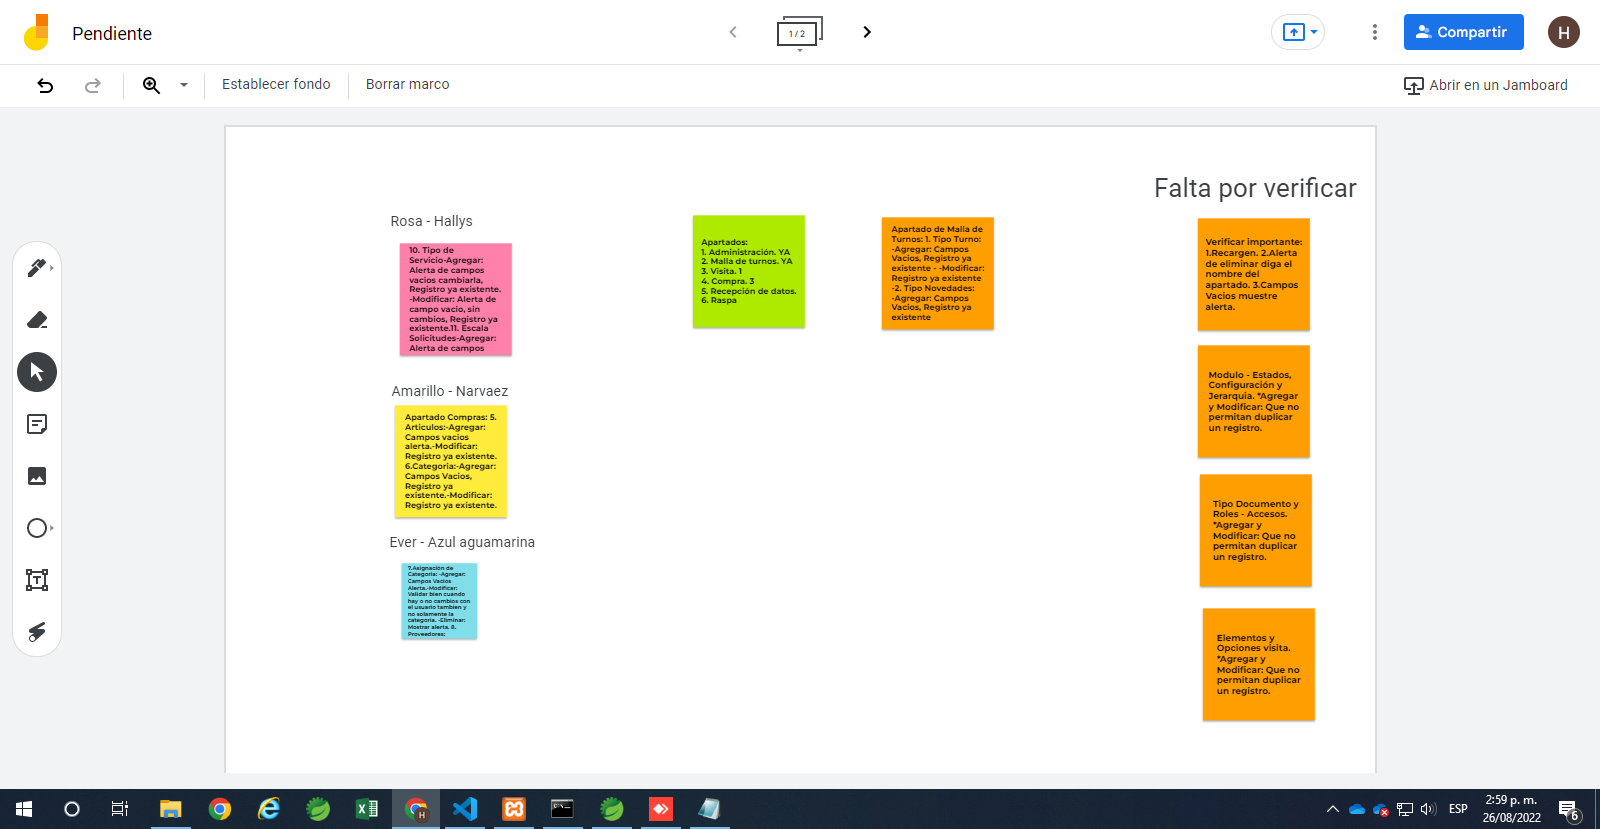 Pendiente
1 / 2
Compartir
H
Establecer fondo
Borrar marco
Abrir en un Jamboard
Falta por verificar
Rosa - Hallys
10. Tipo de
Servicio-Agregar:
Alerta de campos
vacios cambiarla,
Registro ya existente.
-Modificar: Alerta de
campo vacio, sin
cambios, Registro ya
existente.11. Escala
Solicitudes-Agregar:
Alerta de campos
Amarillo - Narvaez
Apartado Compras: 5.
Articulos:-Agregar:
Campos vacios
alerta.-Modificar:
Registro ya existente.
6.Categoria:-Agregar:
Campos Vacios,
Registro ya
existente.-Modificar:
Registro ya existente.
Ever - Azul aguamarina
7.Asignación de
Categoria: -Agregar:
Campos Vacios
Alerta.-Modificar:
Validar bien cuando
hay o no cambios con
el usuario tambien y
no solamente la
categoria. -Eliminar:
Mostrar alerta. 8.
Proveedores:
Apartados:
1. Administración. YA
2. Malla de turnos. YA
3. Visita. 1
4. Compra. 3
5. Recepción de datos.
6. Raspa
Apartado de Malla de
Turnos: 1. Tipo Turno:
-Agregar: Campos
Vacios, Registro ya
existente - -Modificar:
Registro ya existente
-2. Tipo Novedades:
-Agregar: Campos
Vacios, Registro ya
existente
Verificar importante:
1.Recargen. 2.Alerta
de eliminar diga el
nombre del
apartado. 3.Campos
Vacios muestre
alerta.
Modulo - Estados,
Configuración y
Jerarquia. *Agregar
y Modificar: Que no
permitan duplicar
un registro.
Tipo Documento y
Roles - Accesos.
*Agregar y
Modificar: Que no
permitan duplicar
un registro.
Elementos y
Opciones visita.
*Agregar y
Modificar: Que no
permitan duplicar
un registro.
H
ESP
2:59 p. m.
26/08/2022
6